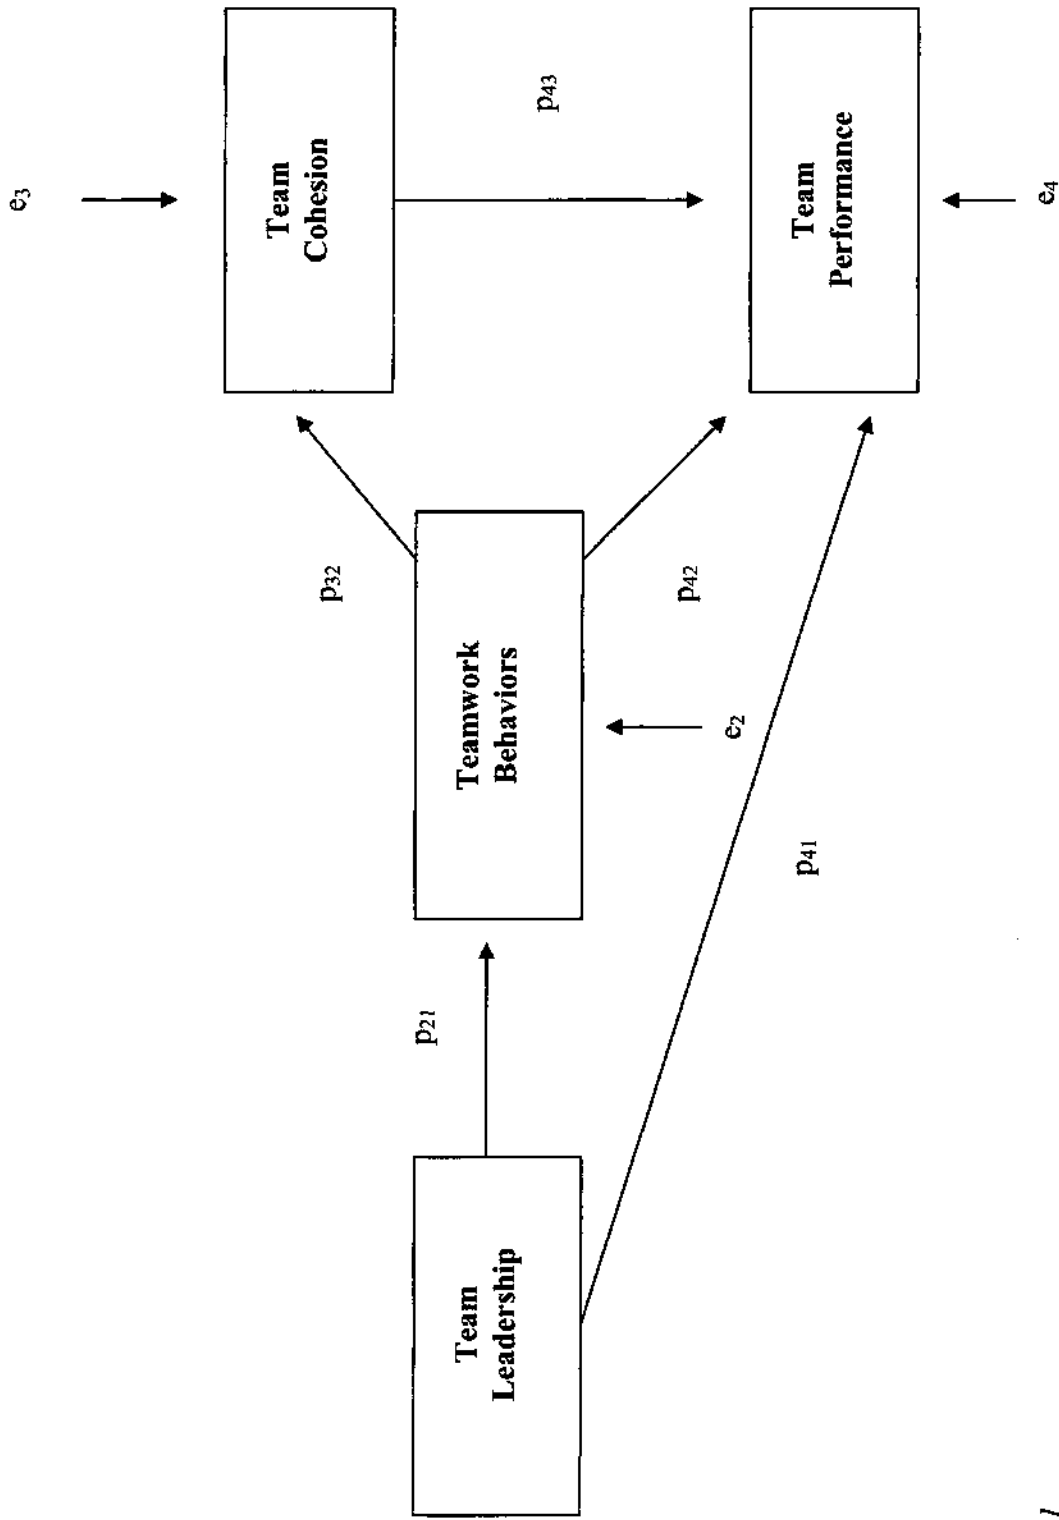 e₃
Team
Cohesion
p₄₃
Team
Performance
e₄
p₃₂
Teamwork
Behaviors
p₄₂
e₂
p₂₁
p₄₁
Team
Leadership